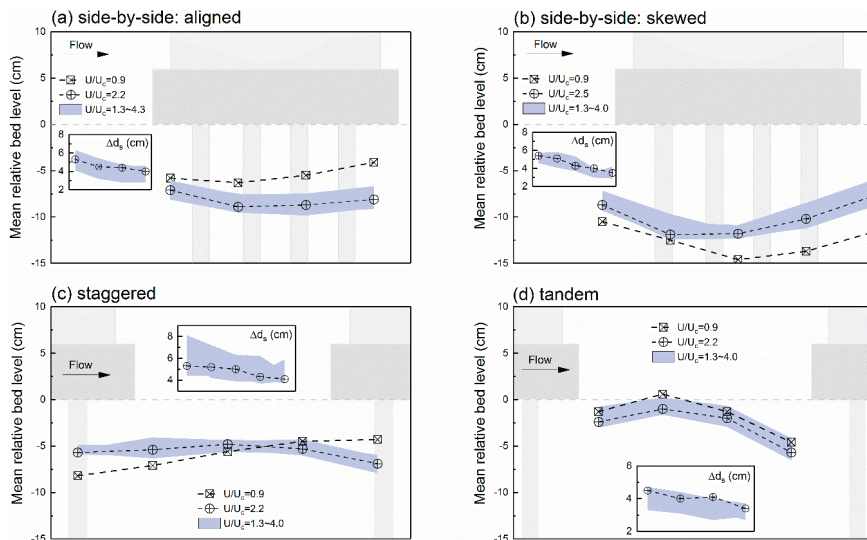 (a) side-by-side: aligned
Mean relative bed level (cm)
10
5
0
-5
-10
-15
Flow
U/Uc=0.9
U/Uc=2.2
U/Uc=1.3~4.3
Δds (cm)
8
6
4
2
(b) side-by-side: skewed
Mean relative bed level (cm)
10
5
0
-5
-10
-15
Flow
U/Uc=0.9
U/Uc=2.5
U/Uc=1.3~4.0
Δds (cm)
8
6
4
2
(c) staggered
Mean relative bed level (cm)
10
5
0
-5
-10
-15
Flow
Δds (cm)
8
6
4
U/Uc=0.9
U/Uc=2.2
U/Uc=1.3~4.0
(d) tandem
Mean relative bed level (cm)
10
5
0
-5
-10
-15
Flow
U/Uc=0.9
U/Uc=2.2
U/Uc=1.3~4.0
Δds (cm)
6
4
2